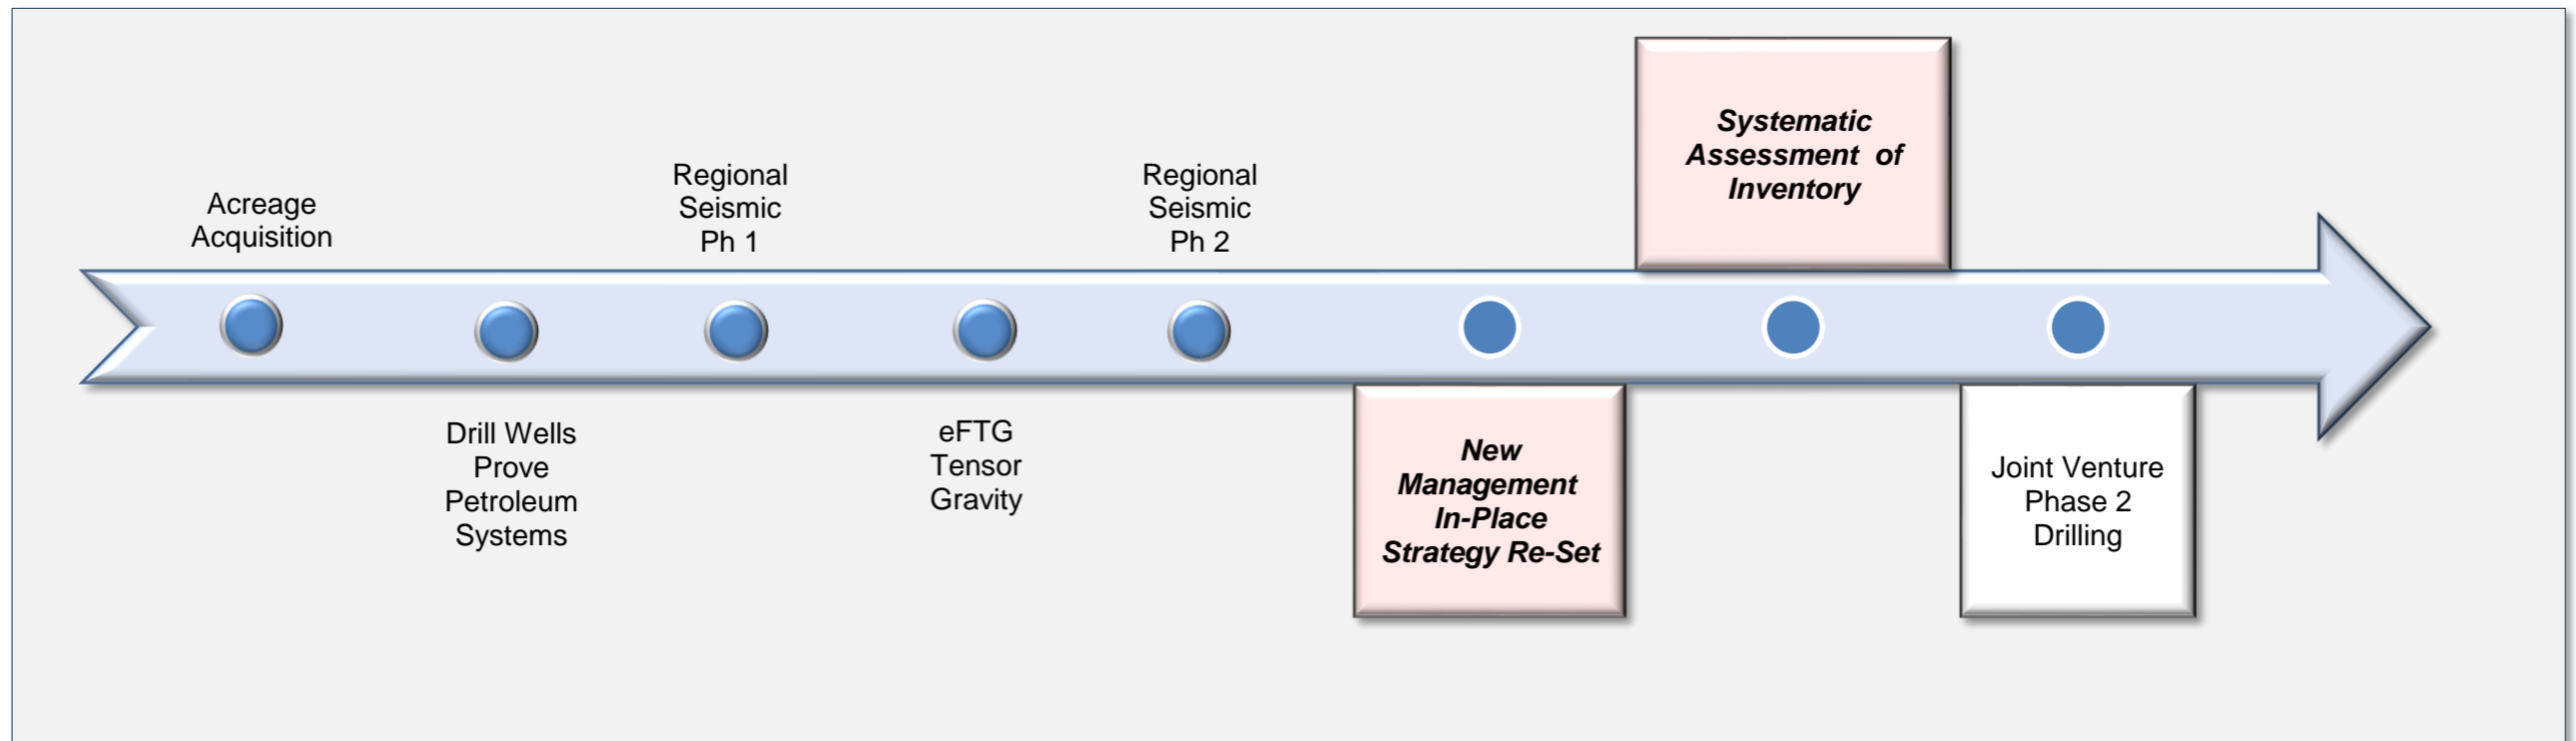 Acreage
Acquisition
Drill Wells
Prove
Petroleum
Systems
Regional
Seismic
Ph 1
eFTG
Tensor
Gravity
Regional
Seismic
Ph 2
New
Management
In-Place
Strategy Re-Set
Systematic
Assessment of
Inventory
Joint Venture
Phase 2
Drilling